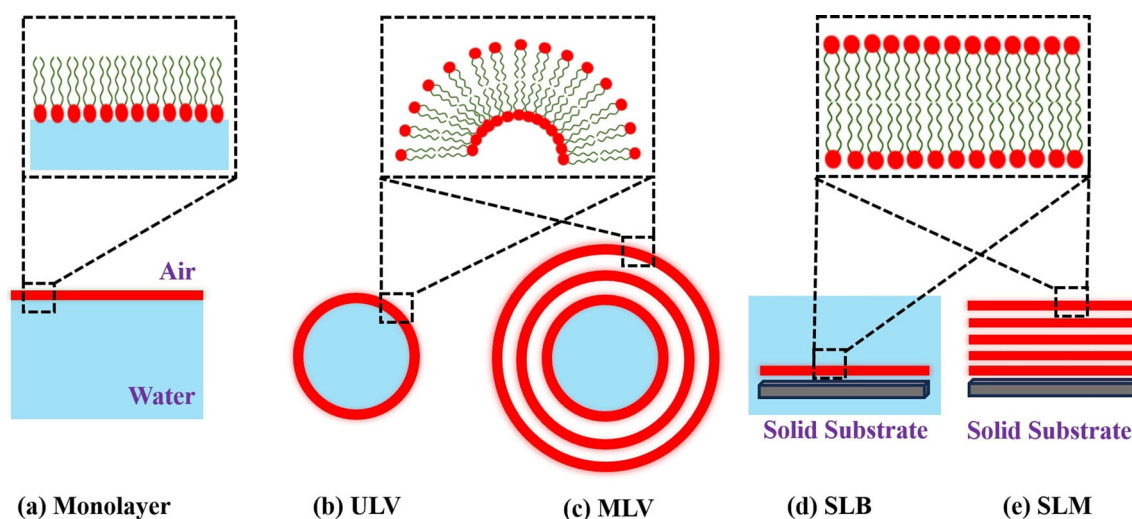 Air
Water
Solid Substrate
Solid Substrate
(a) Monolayer
(b) ULV
(c) MLV
(d) SLB
(e) SLM